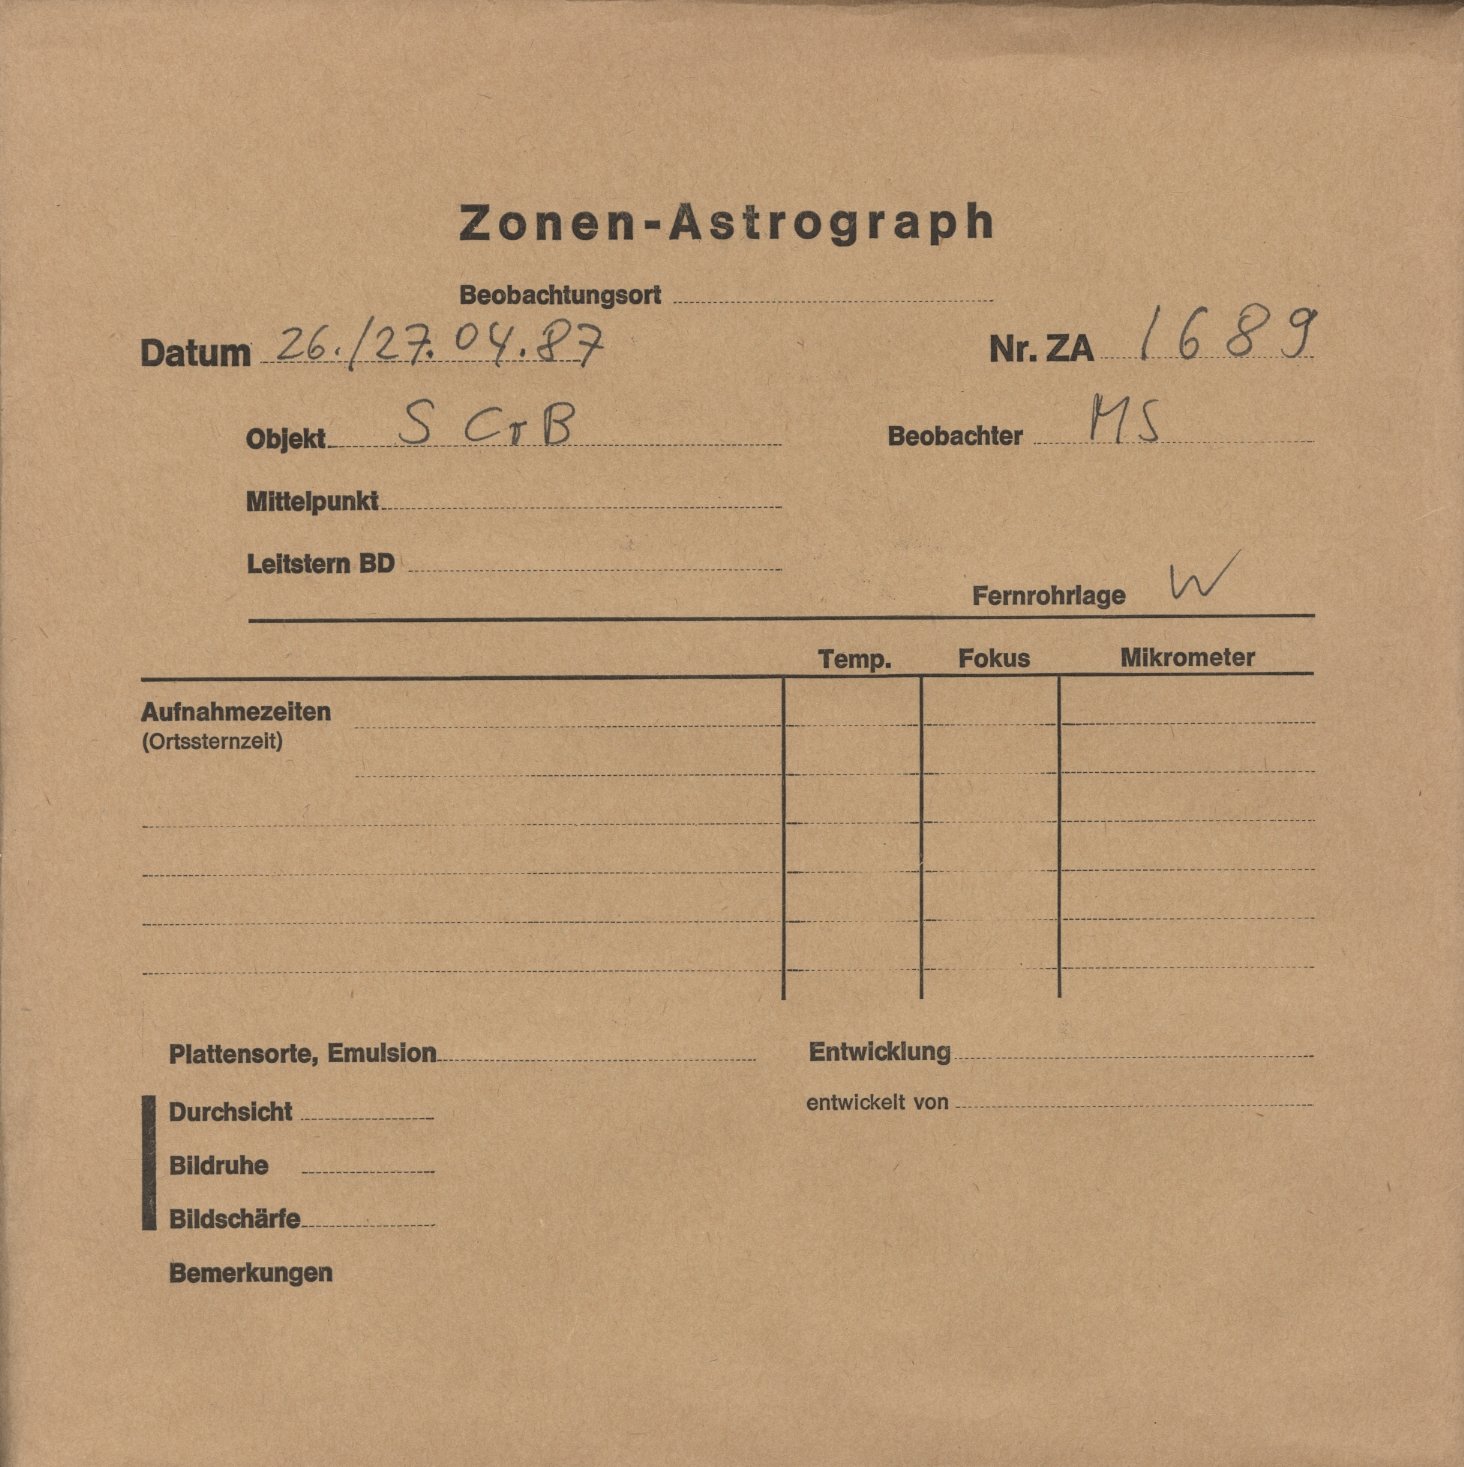 Zonen-Astrograph
Beobachtungsort
Datum 26./27.04.87 Nr. ZA 1689
Objekt S CrB Beobachter MS
Mittelpunkt
Leitstern BD
Fernrohrlage W
Temp. Fokus Mikrometer
Aufnahmezeiten
(Ortssternzeit)
Plattensorte, Emulsion Entwicklung
Durchsicht entwickelt von
Bildruhe
Bildschärfe
Bemerkungen